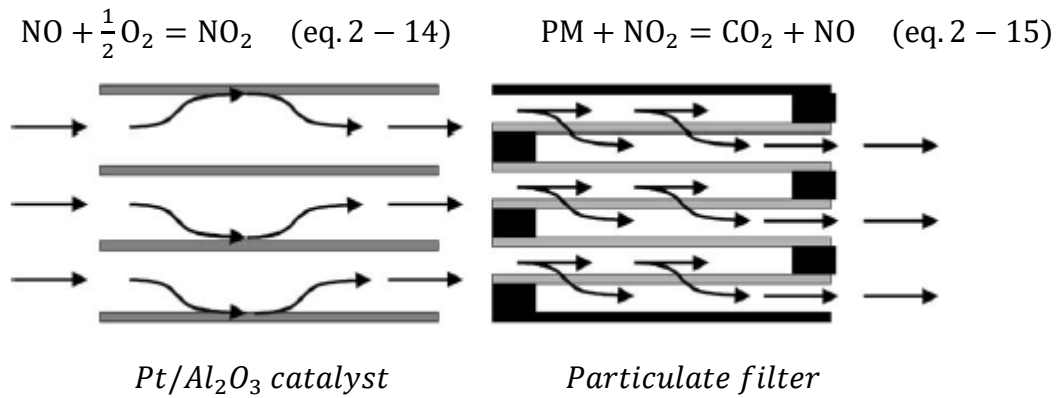 NO + 1/2 O₂ = NO₂ (eq. 2 − 14) PM + NO₂ = CO₂ + NO (eq. 2 − 15)
Pt/Al₂O₃ catalyst Particulate filter